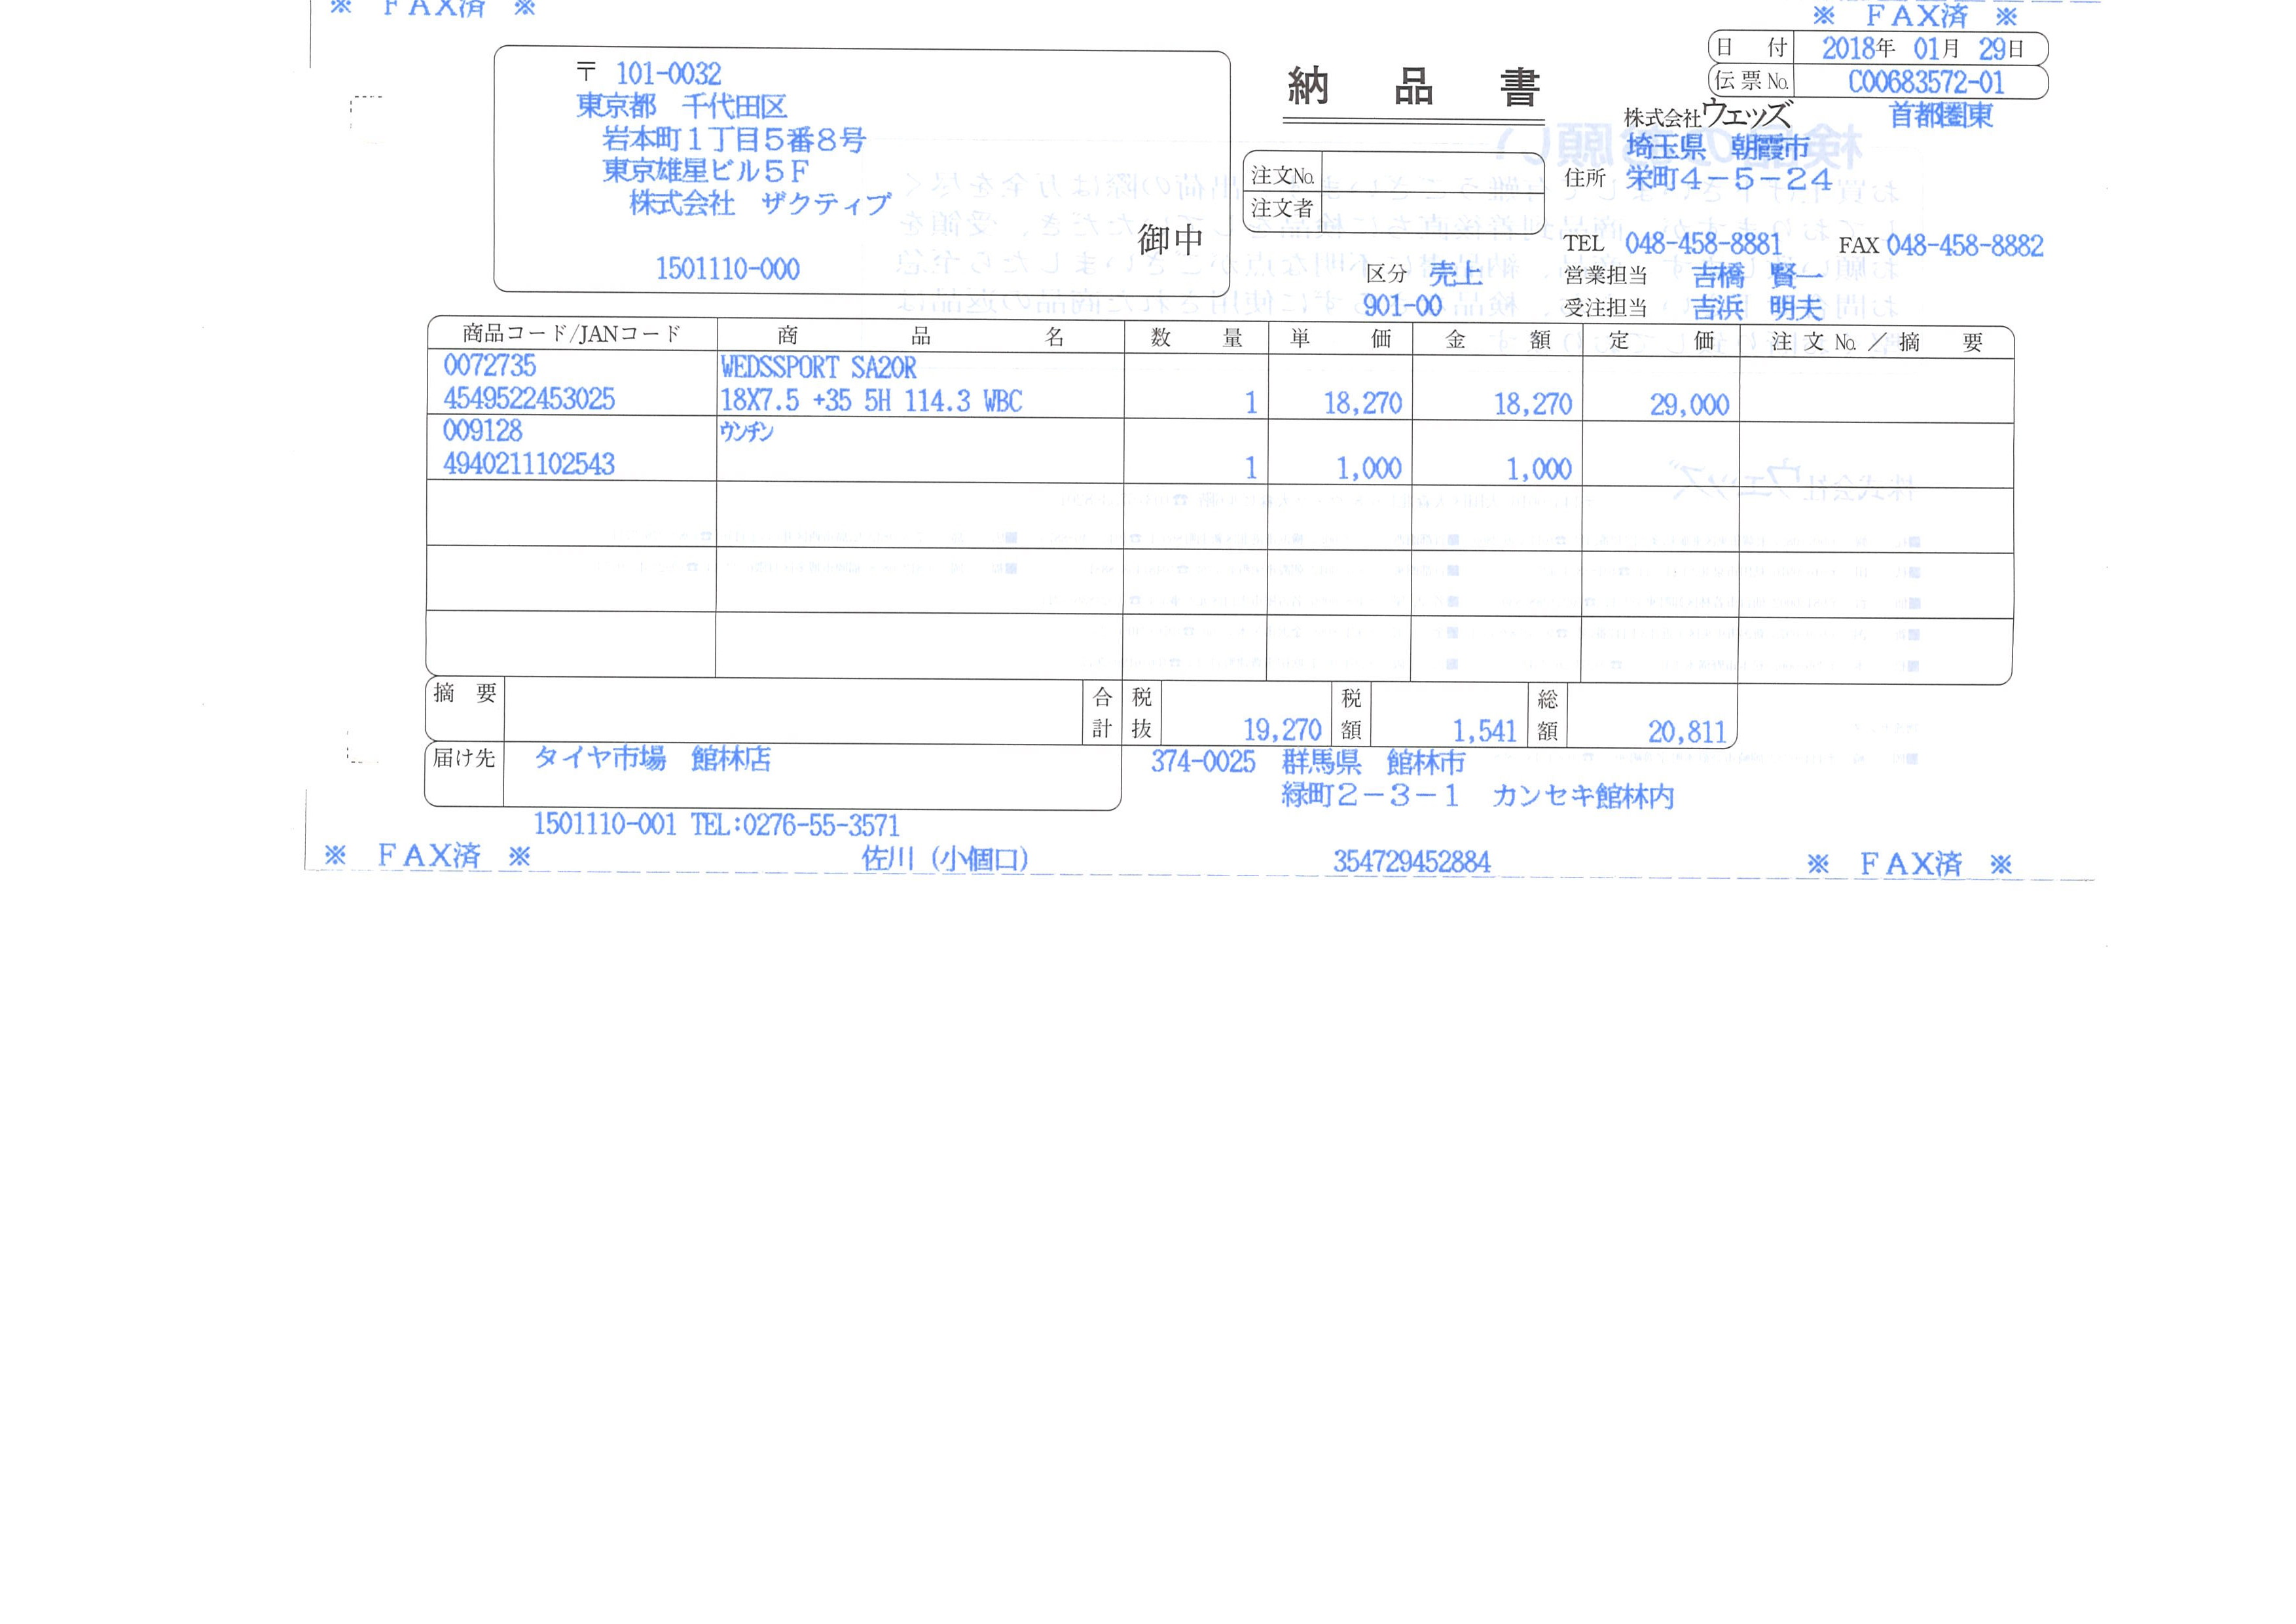 ※　ＦＡＸ済　※
※　ＦＡＸ済　※
日　付 2018年 01月 29日
伝票No. C00683572-01
〒 101-0032
東京都　千代田区
岩本町１丁目５番８号
東京雄星ビル５Ｆ
株式会社　ザクティブ
御中
1501110-000
納　品　書
株式会社ウェッズ　首都圏東
埼玉県　朝霞市
住所 栄町４－５－２４
注文No.
注文者
TEL 048-458-8881 FAX 048-458-8882
区分 売上 営業担当 吉橋　賢一
901-00 受注担当 吉浜　明夫
商品コード/JANコード 商　品　名 数　量 単　価 金　額 定　価 注文No.／摘　要
0072735 WEDSSPORT SA20R
4549522453025 18X7.5 +35 5H 114.3 WBC 1 18,270 18,270 29,000
009128 ｳﾝﾁﾝ
4940211102543 1 1,000 1,000
摘　要 合計 税抜 19,270 税額 1,541 総額 20,811
届け先 タイヤ市場　館林店 374-0025 群馬県　館林市
緑町２－３－１　カンセキ館林内
1501110-001 TEL:0276-55-3571
※　ＦＡＸ済　※ 佐川（小個口） 354729452884 ※　ＦＡＸ済　※